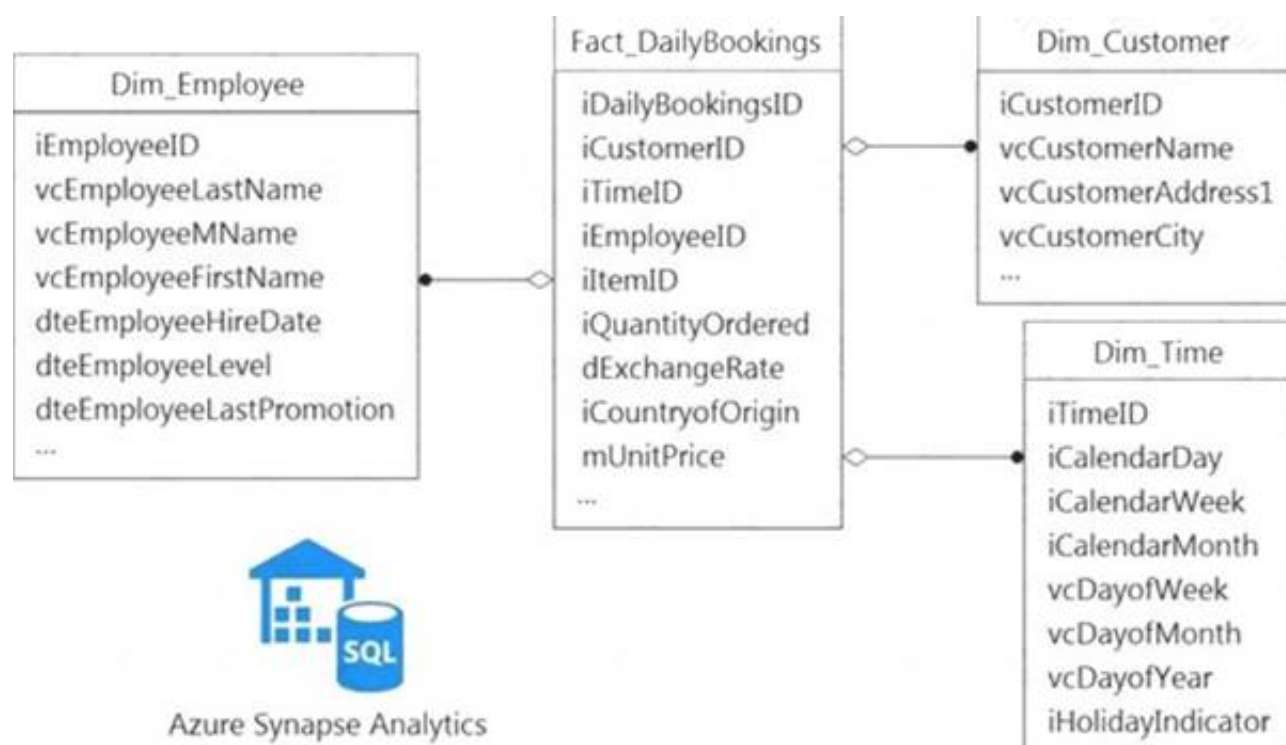 Dim_Employee
iEmployeeID
vcEmployeeLastName
vcEmployeeMName
vcEmployeeFirstName
dteEmployeeHireDate
dteEmployeeLevel
dteEmployeeLastPromotion
...
Fact_DailyBookings
iDailyBookingsID
iCustomerID
iTimeID
iEmployeeID
iItemID
iQuantityOrdered
dExchangeRate
iCountryofOrigin
mUnitPrice
...
Dim_Customer
iCustomerID
vcCustomerName
vcCustomerAddress1
vcCustomerCity
...
Dim_Time
iTimeID
iCalendarDay
iCalendarWeek
iCalendarMonth
vcDayofWeek
vcDayofMonth
vcDayofYear
iHolidayIndicator
SQL
Azure Synapse Analytics